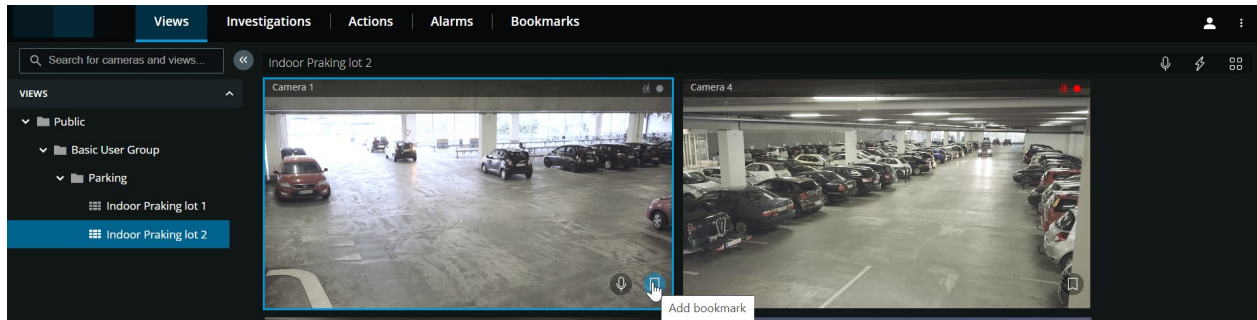 Views Investigations Actions Alarms Bookmarks
Search for cameras and views...
Indoor Praking lot 2
VIEWS
Camera 1
Camera 4
Public
Basic User Group
Parking
Indoor Praking lot 1
Indoor Praking lot 2
Add bookmark